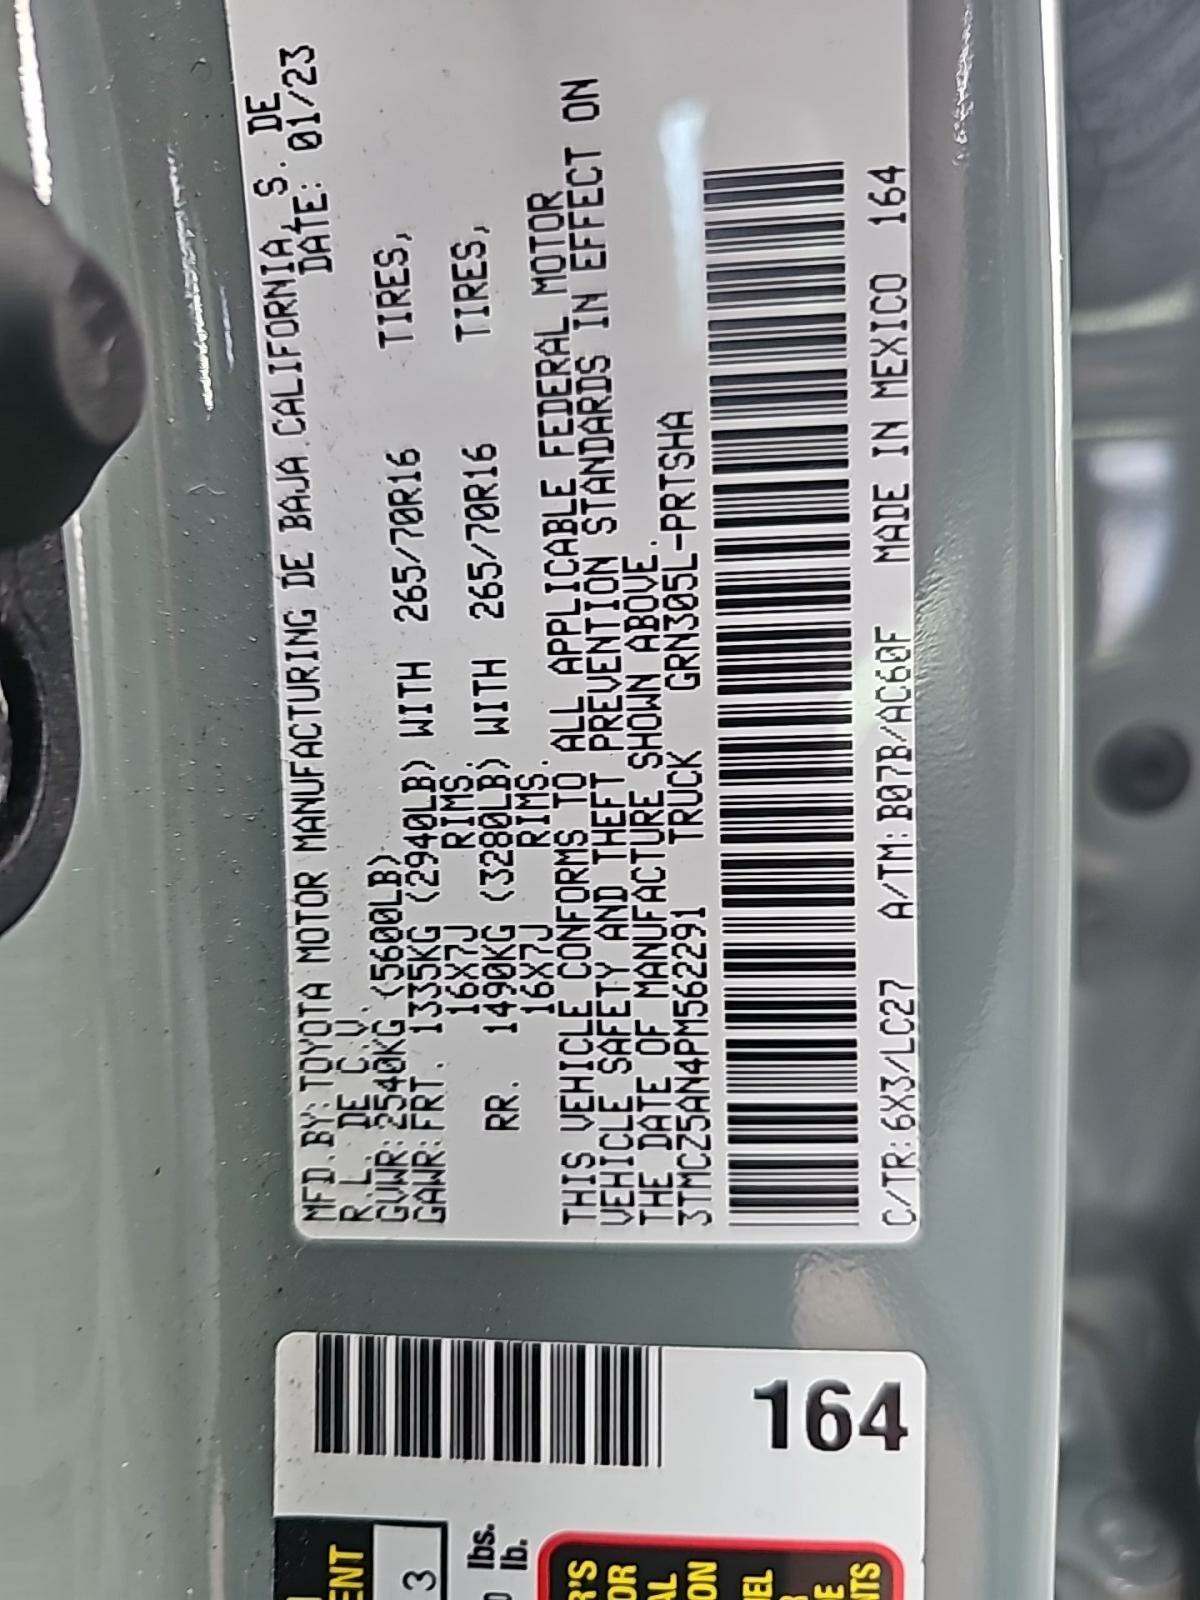 MFD.BY:TOYOTA MOTOR MANUFACTURING DE BAJA CALIFORNIA, S. DE
R.L. DE C.V. DATE: 01/23
GVWR:2540KG (5600LB)
GAWR:FRT. 1335KG (2940LB) WITH 265/70R16 TIRES,
16X7J RIMS.
RR. 1490KG (3280LB) WITH 265/70R16 TIRES,
16X7J RIMS.
THIS VEHICLE CONFORMS TO ALL APPLICABLE FEDERAL MOTOR
VEHICLE SAFETY AND THEFT PREVENTION STANDARDS IN EFFECT ON
THE DATE OF MANUFACTURE SHOWN ABOVE.
3TMCZ5AN4PM562291 TRUCK GRN305L-PRTSHA
C/TR:6X3/LC27 A/TM:B07B/AC60F MADE IN MEXICO 164
164
3
lbs.
lb.